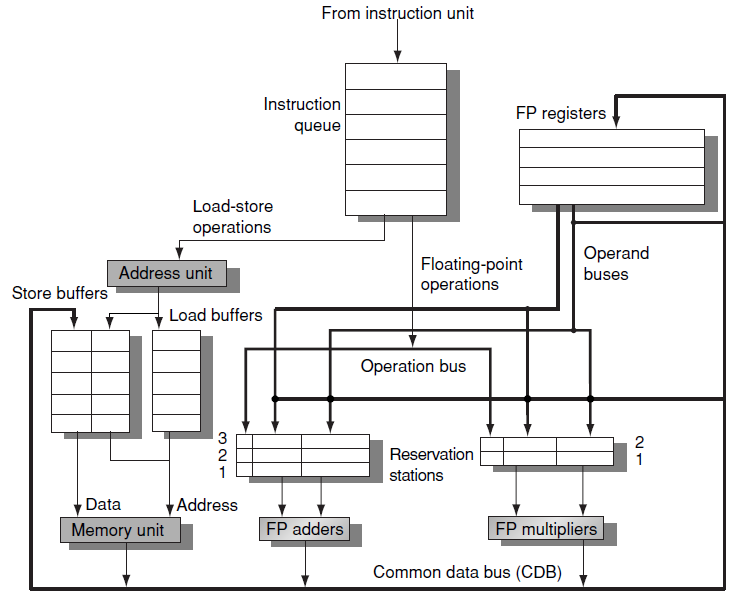 From instruction unit
Instruction
queue
FP registers
Load-store
operations
Address unit
Floating-point
operations
Operand
buses
Store buffers
Load buffers
Operation bus
3
2
1
Reservation
stations
2
1
Data
Address
Memory unit
FP adders
FP multipliers
Common data bus (CDB)